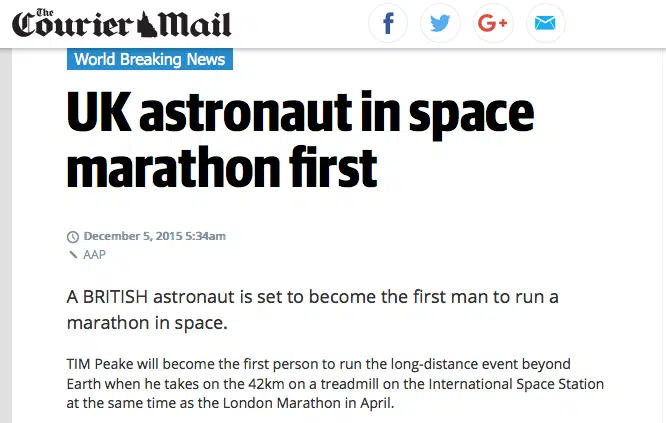 The Courier Mail
World Breaking News
UK astronaut in space
marathon first
December 5, 2015 5:34am
AAP
A BRITISH astronaut is set to become the first man to run a
marathon in space.
TIM Peake will become the first person to run the long-distance event beyond
Earth when he takes on the 42km on a treadmill on the International Space Station
at the same time as the London Marathon in April.